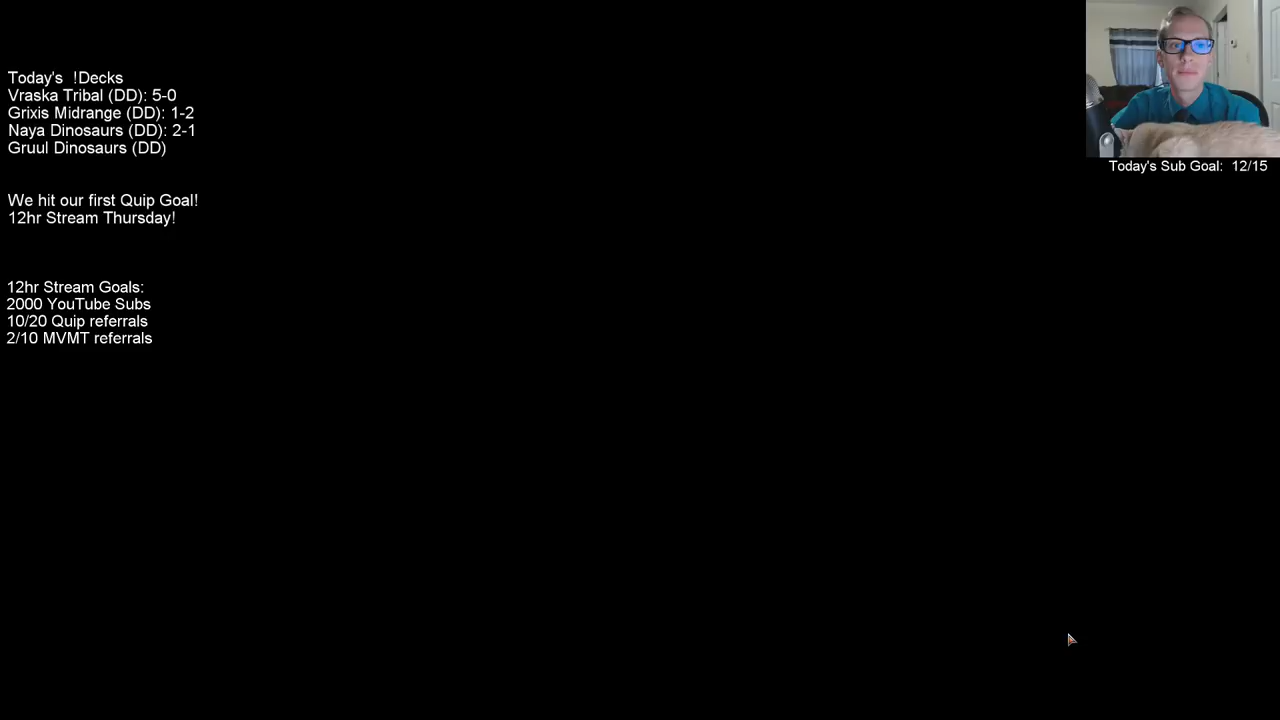 Today's  !Decks
Vraska Tribal (DD): 5-0
Grixis Midrange (DD): 1-2
Naya Dinosaurs (DD): 2-1
Gruul Dinosaurs (DD)
We hit our first Quip Goal!
12hr Stream Thursday!
12hr Stream Goals:
2000 YouTube Subs
10/20 Quip referrals
2/10 MVMT referrals
Today's Sub Goal:  12/15